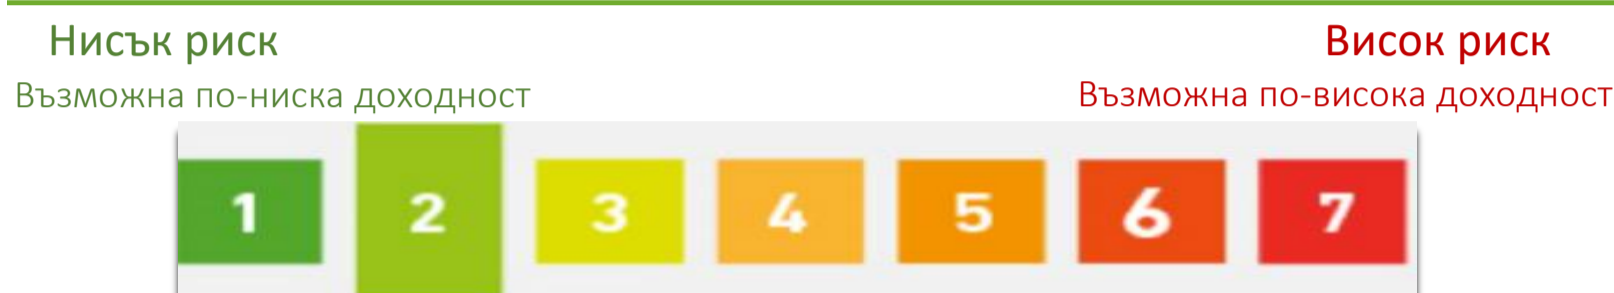 Нисък риск
Висок риск
Възможна по-ниска доходност
Възможна по-висока доходност
1 2 3 4 5 6 7